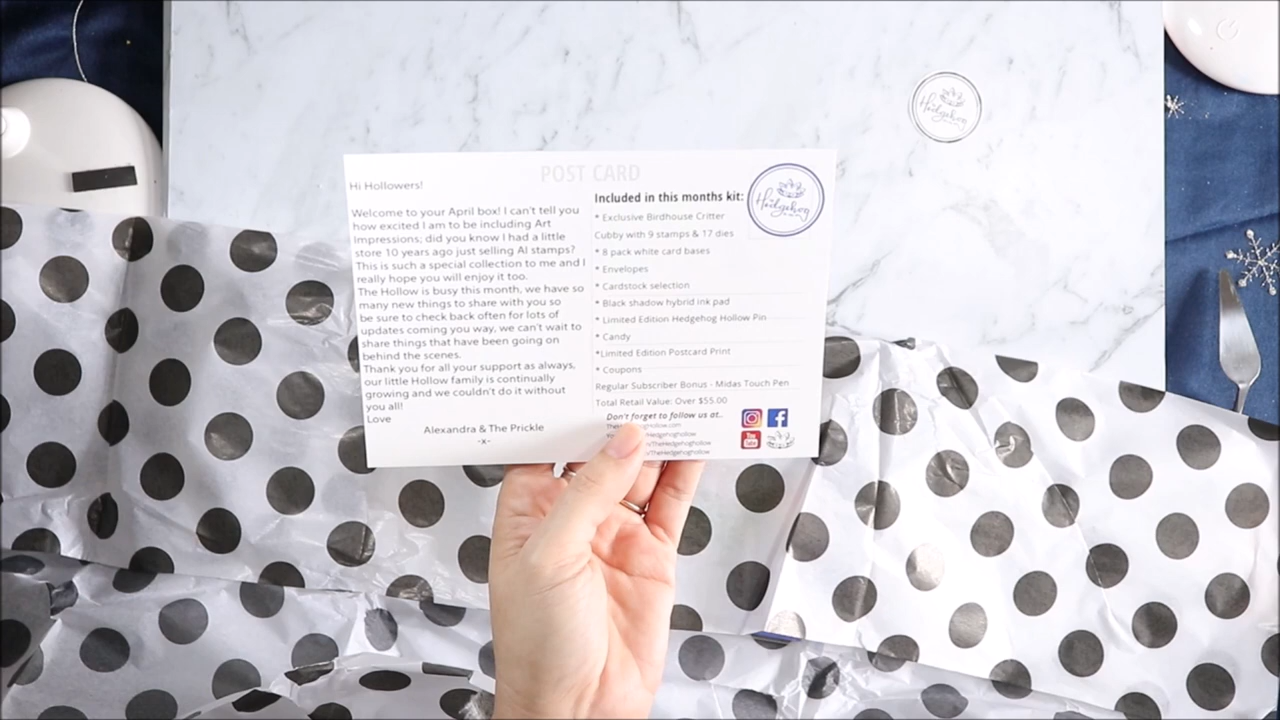 POST CARD
Hi Hollowers!
Welcome to your April box! I can't tell you
how excited I am to be including Art
Impressions; did you know I had a little
store 10 years ago just selling AI stamps?
This is such a special collection to me and I
really hope you will enjoy it too.
The Hollow is busy this month, we have so
many new things to share with you so
be sure to check back often for lots of
updates coming you way, we can't wait to
share things that have been going on
behind the scenes.
Thank you for all your support as always,
our little Hollow family is continually
growing and we couldn't do it without
you all!
Love
Alexandra & The Prickle
-x-
Included in this months kit:
* Exclusive Birdhouse Critter
Cubby with 9 stamps & 17 dies
* 8 pack white card bases
* Envelopes
* Cardstock selection
* Black shadow hybrid ink pad
* Limited Edition Hedgehog Hollow Pin
* Candy
*Limited Edition Postcard Print
* Coupons
Regular Subscriber Bonus - Midas Touch Pen
Total Retail Value: Over $55.00
Don't forget to follow us at..
Hedgehog
You
Tube
Hedgehog